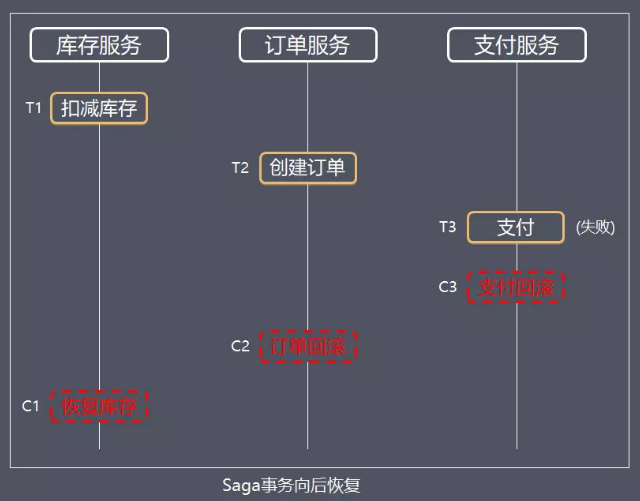 库存服务 订单服务 支付服务
T1 扣减库存
T2 创建订单
T3 支付 (失败)
C3 支付回滚
C2 订单回滚
C1 恢复库存
Saga事务向后恢复